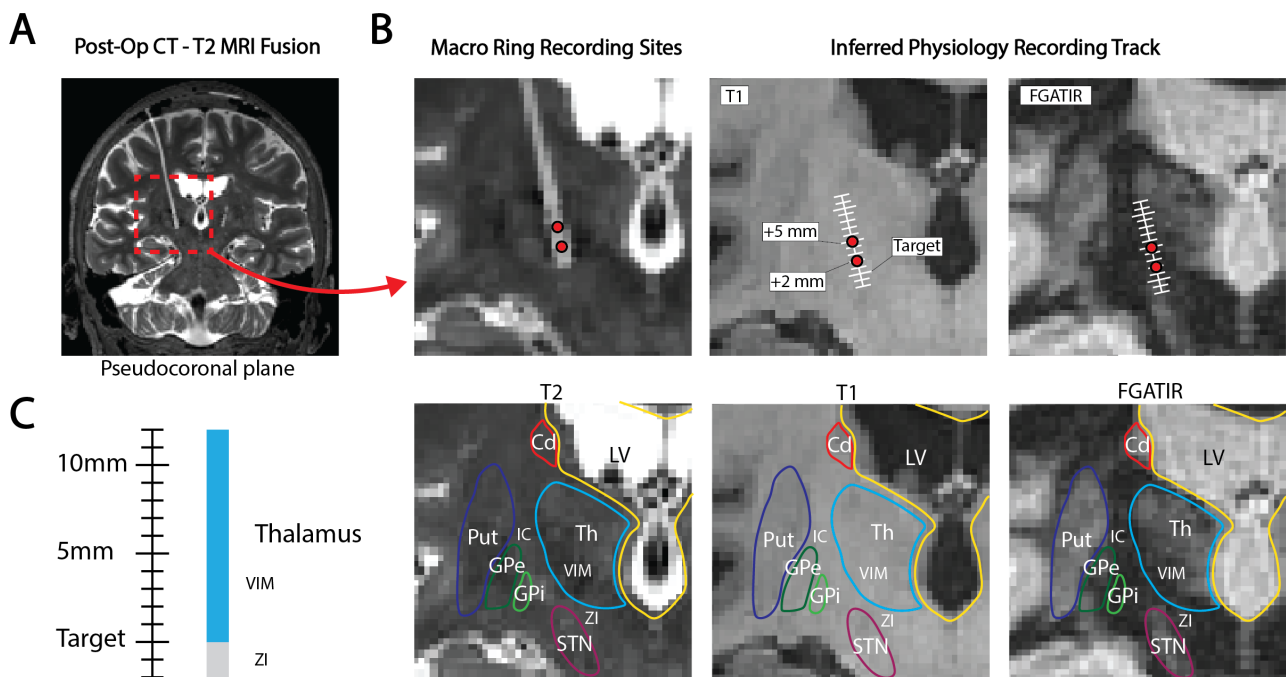 A
Post-Op CT - T2 MRI Fusion
Pseudocoronal plane
B
Macro Ring Recording Sites
Inferred Physiology Recording Track
T1
+5 mm
+2 mm
Target
FGATIR
T2
Cd
LV
Put
IC
Th
GPe
VIM
GPi
ZI
STN
T1
Cd
LV
Put
IC
Th
GPe
VIM
GPi
ZI
STN
FGATIR
Cd
LV
Put
IC
Th
GPe
VIM
GPi
ZI
STN
C
10mm
Thalamus
5mm
VIM
Target
ZI